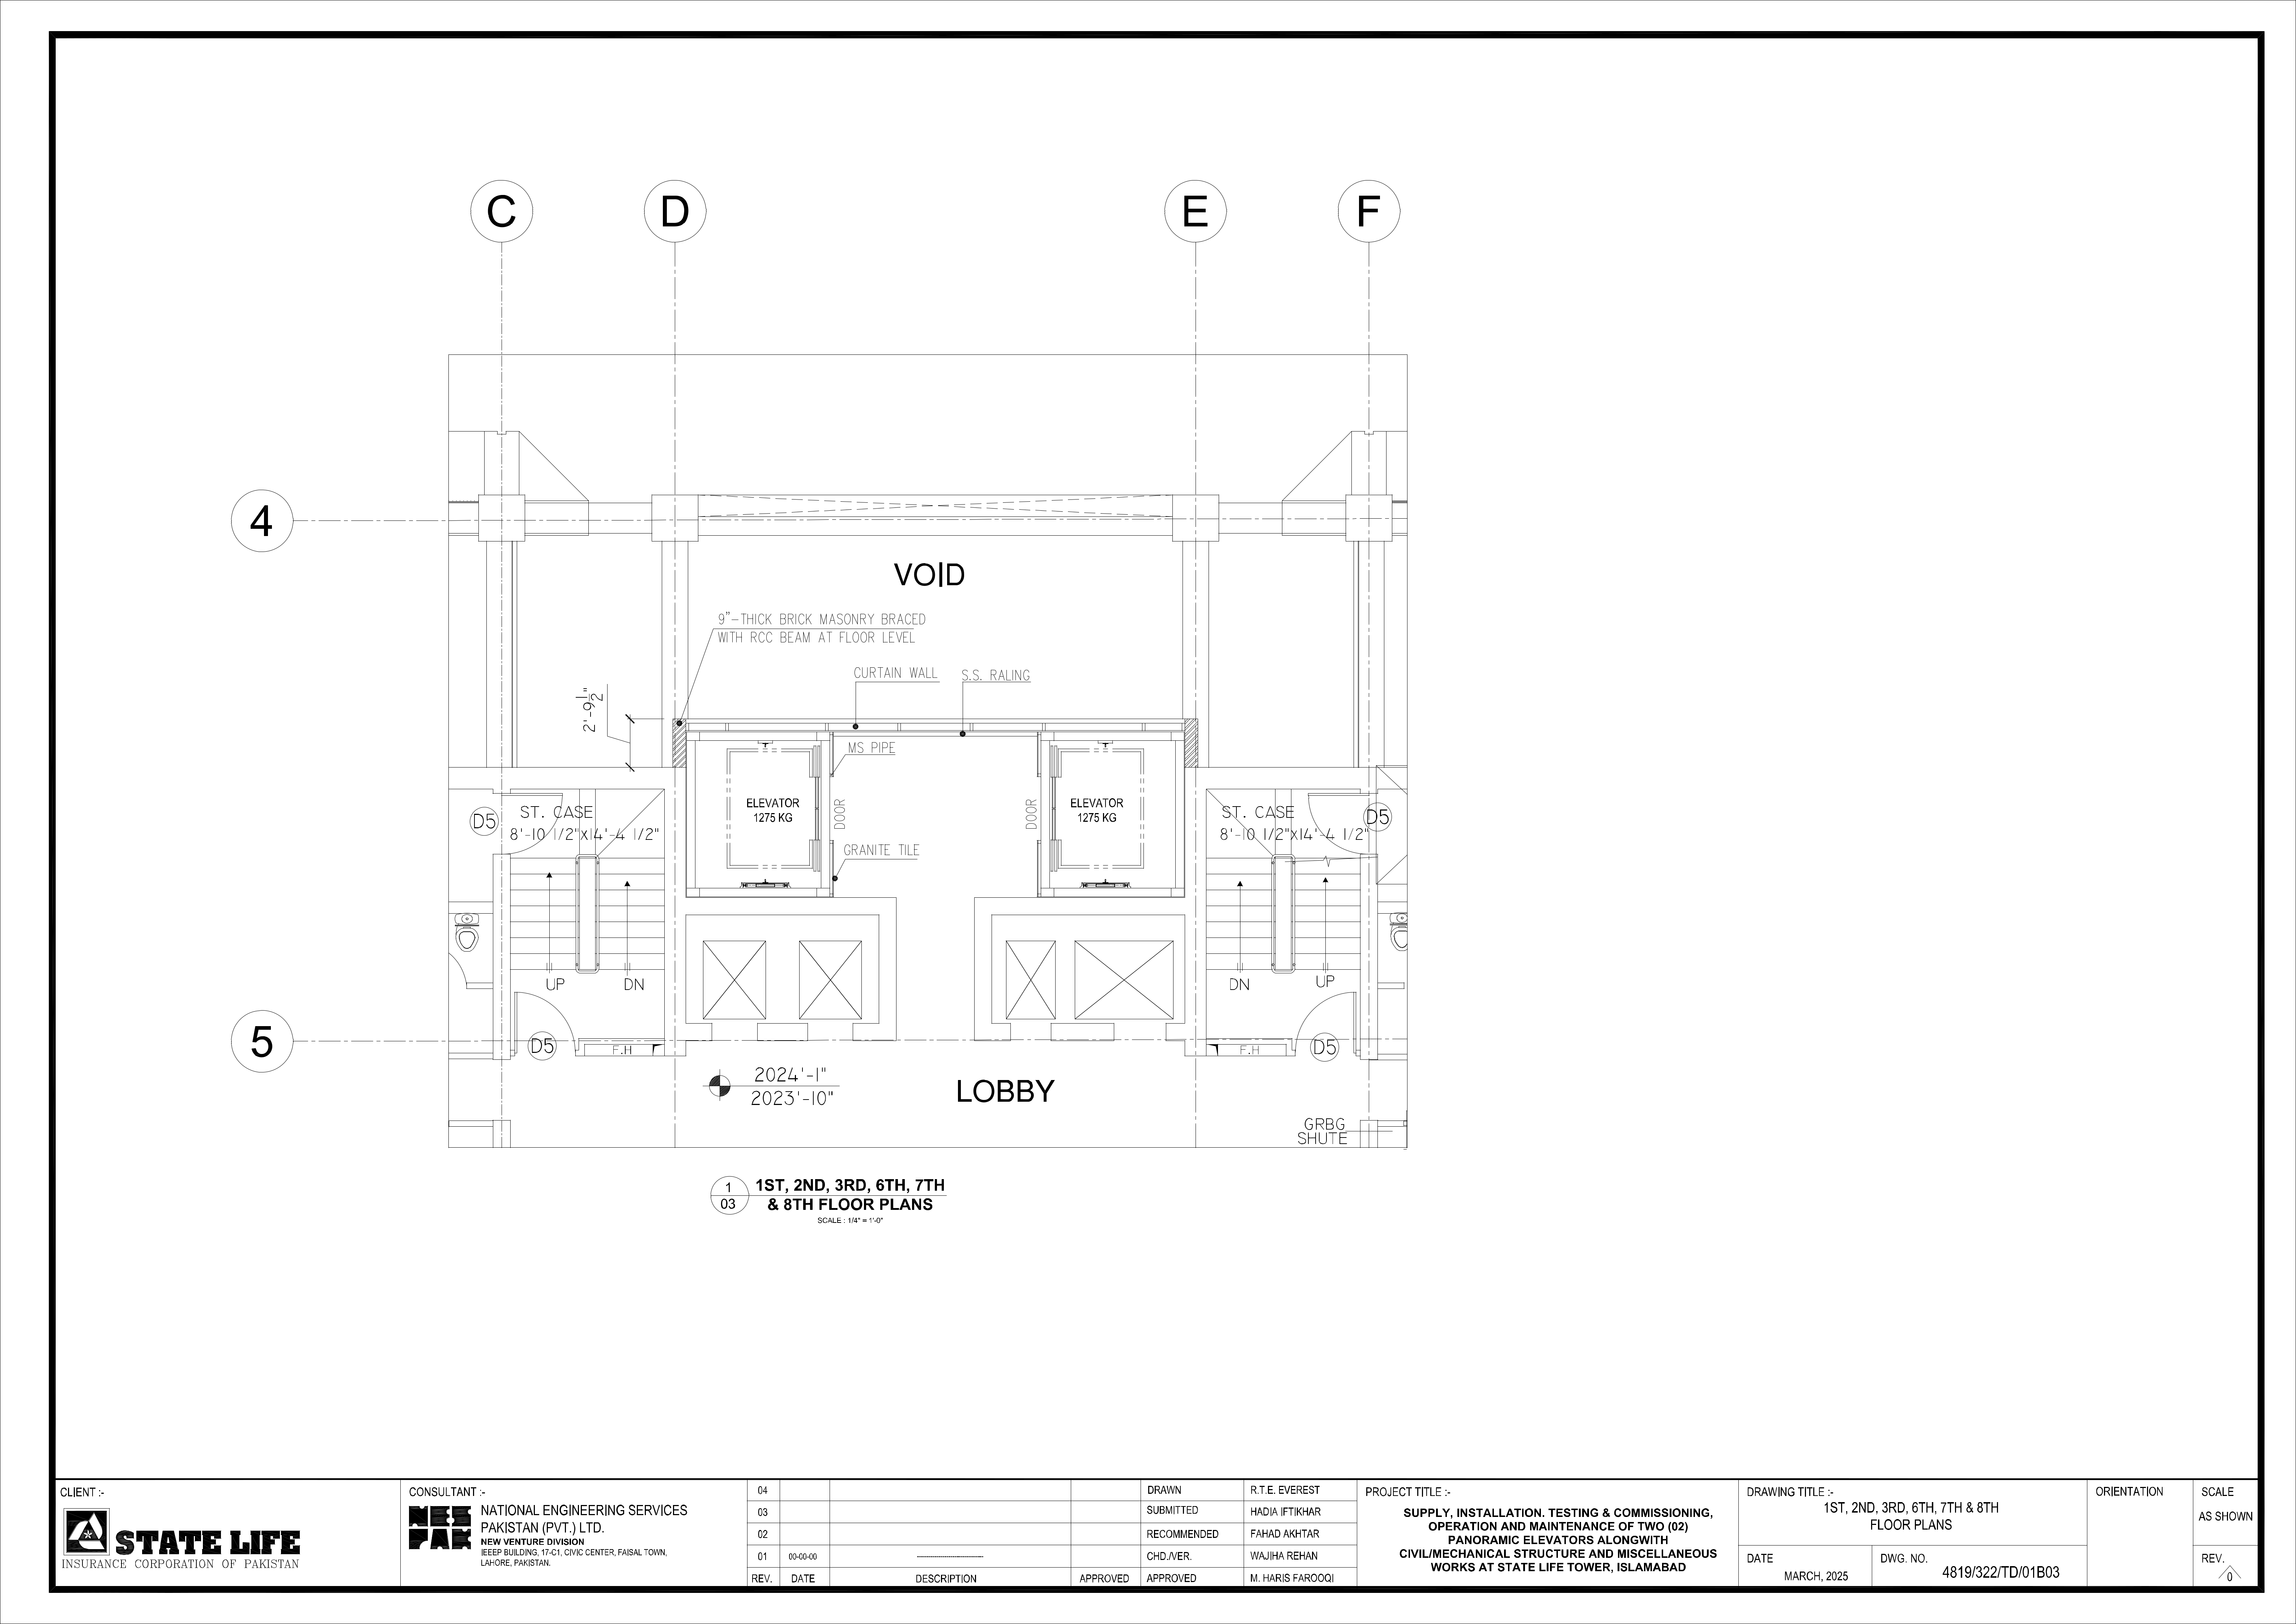 C
D
E
F
4
VOID
9"-THICK BRICK MASONRY BRACED
WITH RCC BEAM AT FLOOR LEVEL
CURTAIN WALL
S.S. RALING
2'-9 1/2"
MS PIPE
ELEVATOR
1275 KG
DOOR
DOOR
ELEVATOR
1275 KG
D5
ST. CASE
8'-10 1/2"X14'-4 1/2"
ST. CASE
8'-10 1/2"X14'-4 1/2"
D5
GRANITE TILE
UP
DN
DN
UP
5
D5
F.H
F.H
D5
2024'-1"
2023'-10"
LOBBY
GRBG
SHUTE
1
03
1ST, 2ND, 3RD, 6TH, 7TH
& 8TH FLOOR PLANS
SCALE : 1/4" = 1'-0"
CLIENT :-
STATE LIFE
INSURANCE CORPORATION OF PAKISTAN
CONSULTANT :-
NES
PAK
NATIONAL ENGINEERING SERVICES
PAKISTAN (PVT.) LTD.
NEW VENTURE DIVISION
IEEEP BUILDING, 17-C1, CIVIC CENTER, FAISAL TOWN,
LAHORE, PAKISTAN.
04
03
02
01 00-00-00
REV. DATE DESCRIPTION APPROVED
DRAWN R.T.E. EVEREST
SUBMITTED HADIA IFTIKHAR
RECOMMENDED FAHAD AKHTAR
CHD./VER. WAJIHA REHAN
APPROVED M. HARIS FAROOQI
PROJECT TITLE :-
SUPPLY, INSTALLATION. TESTING & COMMISSIONING,
OPERATION AND MAINTENANCE OF TWO (02)
PANORAMIC ELEVATORS ALONGWITH
CIVIL/MECHANICAL STRUCTURE AND MISCELLANEOUS
WORKS AT STATE LIFE TOWER, ISLAMABAD
DRAWING TITLE :-
1ST, 2ND, 3RD, 6TH, 7TH & 8TH
FLOOR PLANS
DATE
MARCH, 2025
DWG. NO.
4819/322/TD/01B03
ORIENTATION
SCALE
AS SHOWN
REV.
0